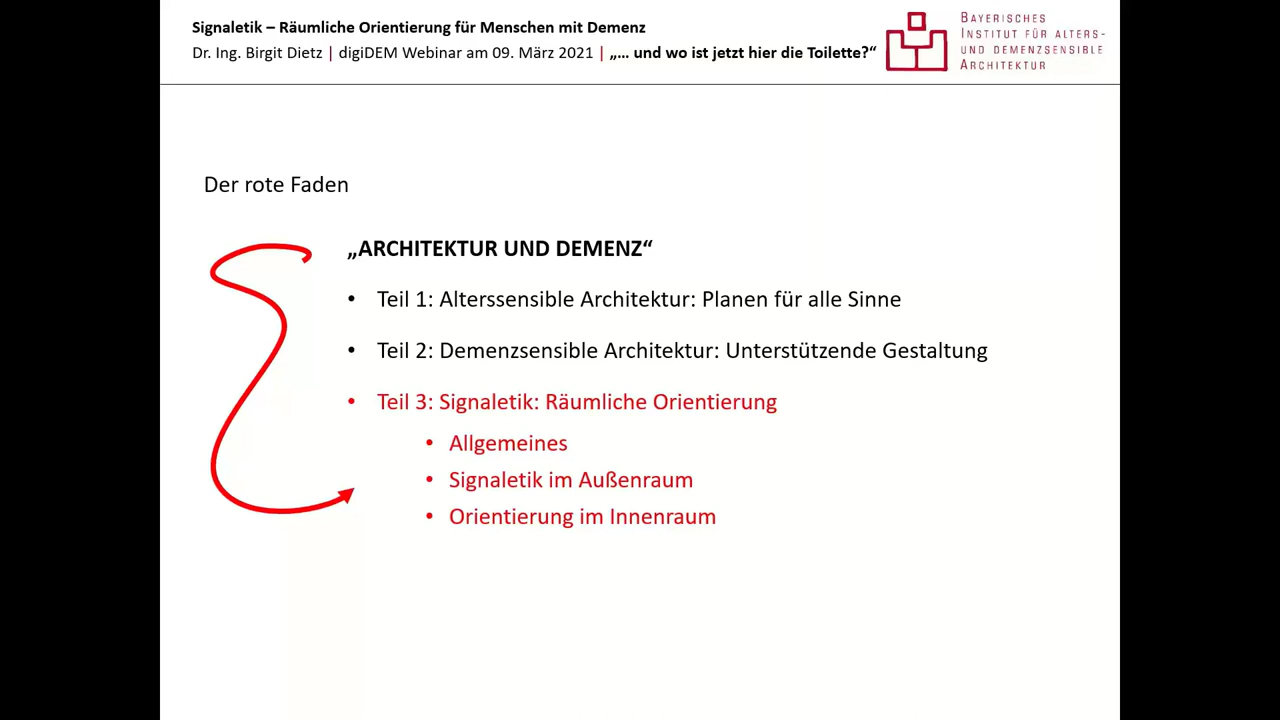 Signaletik – Räumliche Orientierung für Menschen mit Demenz
Dr. Ing. Birgit Dietz | digiDEM Webinar am 09. März 2021 | „… und wo ist jetzt hier die Toilette?“
BAYERISCHES
INSTITUT FÜR ALTERS-
UND DEMENZSENSIBLE
ARCHITEKTUR
Der rote Faden
„ARCHITEKTUR UND DEMENZ“
• Teil 1: Alterssensible Architektur: Planen für alle Sinne
• Teil 2: Demenzsensible Architektur: Unterstützende Gestaltung
• Teil 3: Signaletik: Räumliche Orientierung
• Allgemeines
• Signaletik im Außenraum
• Orientierung im Innenraum